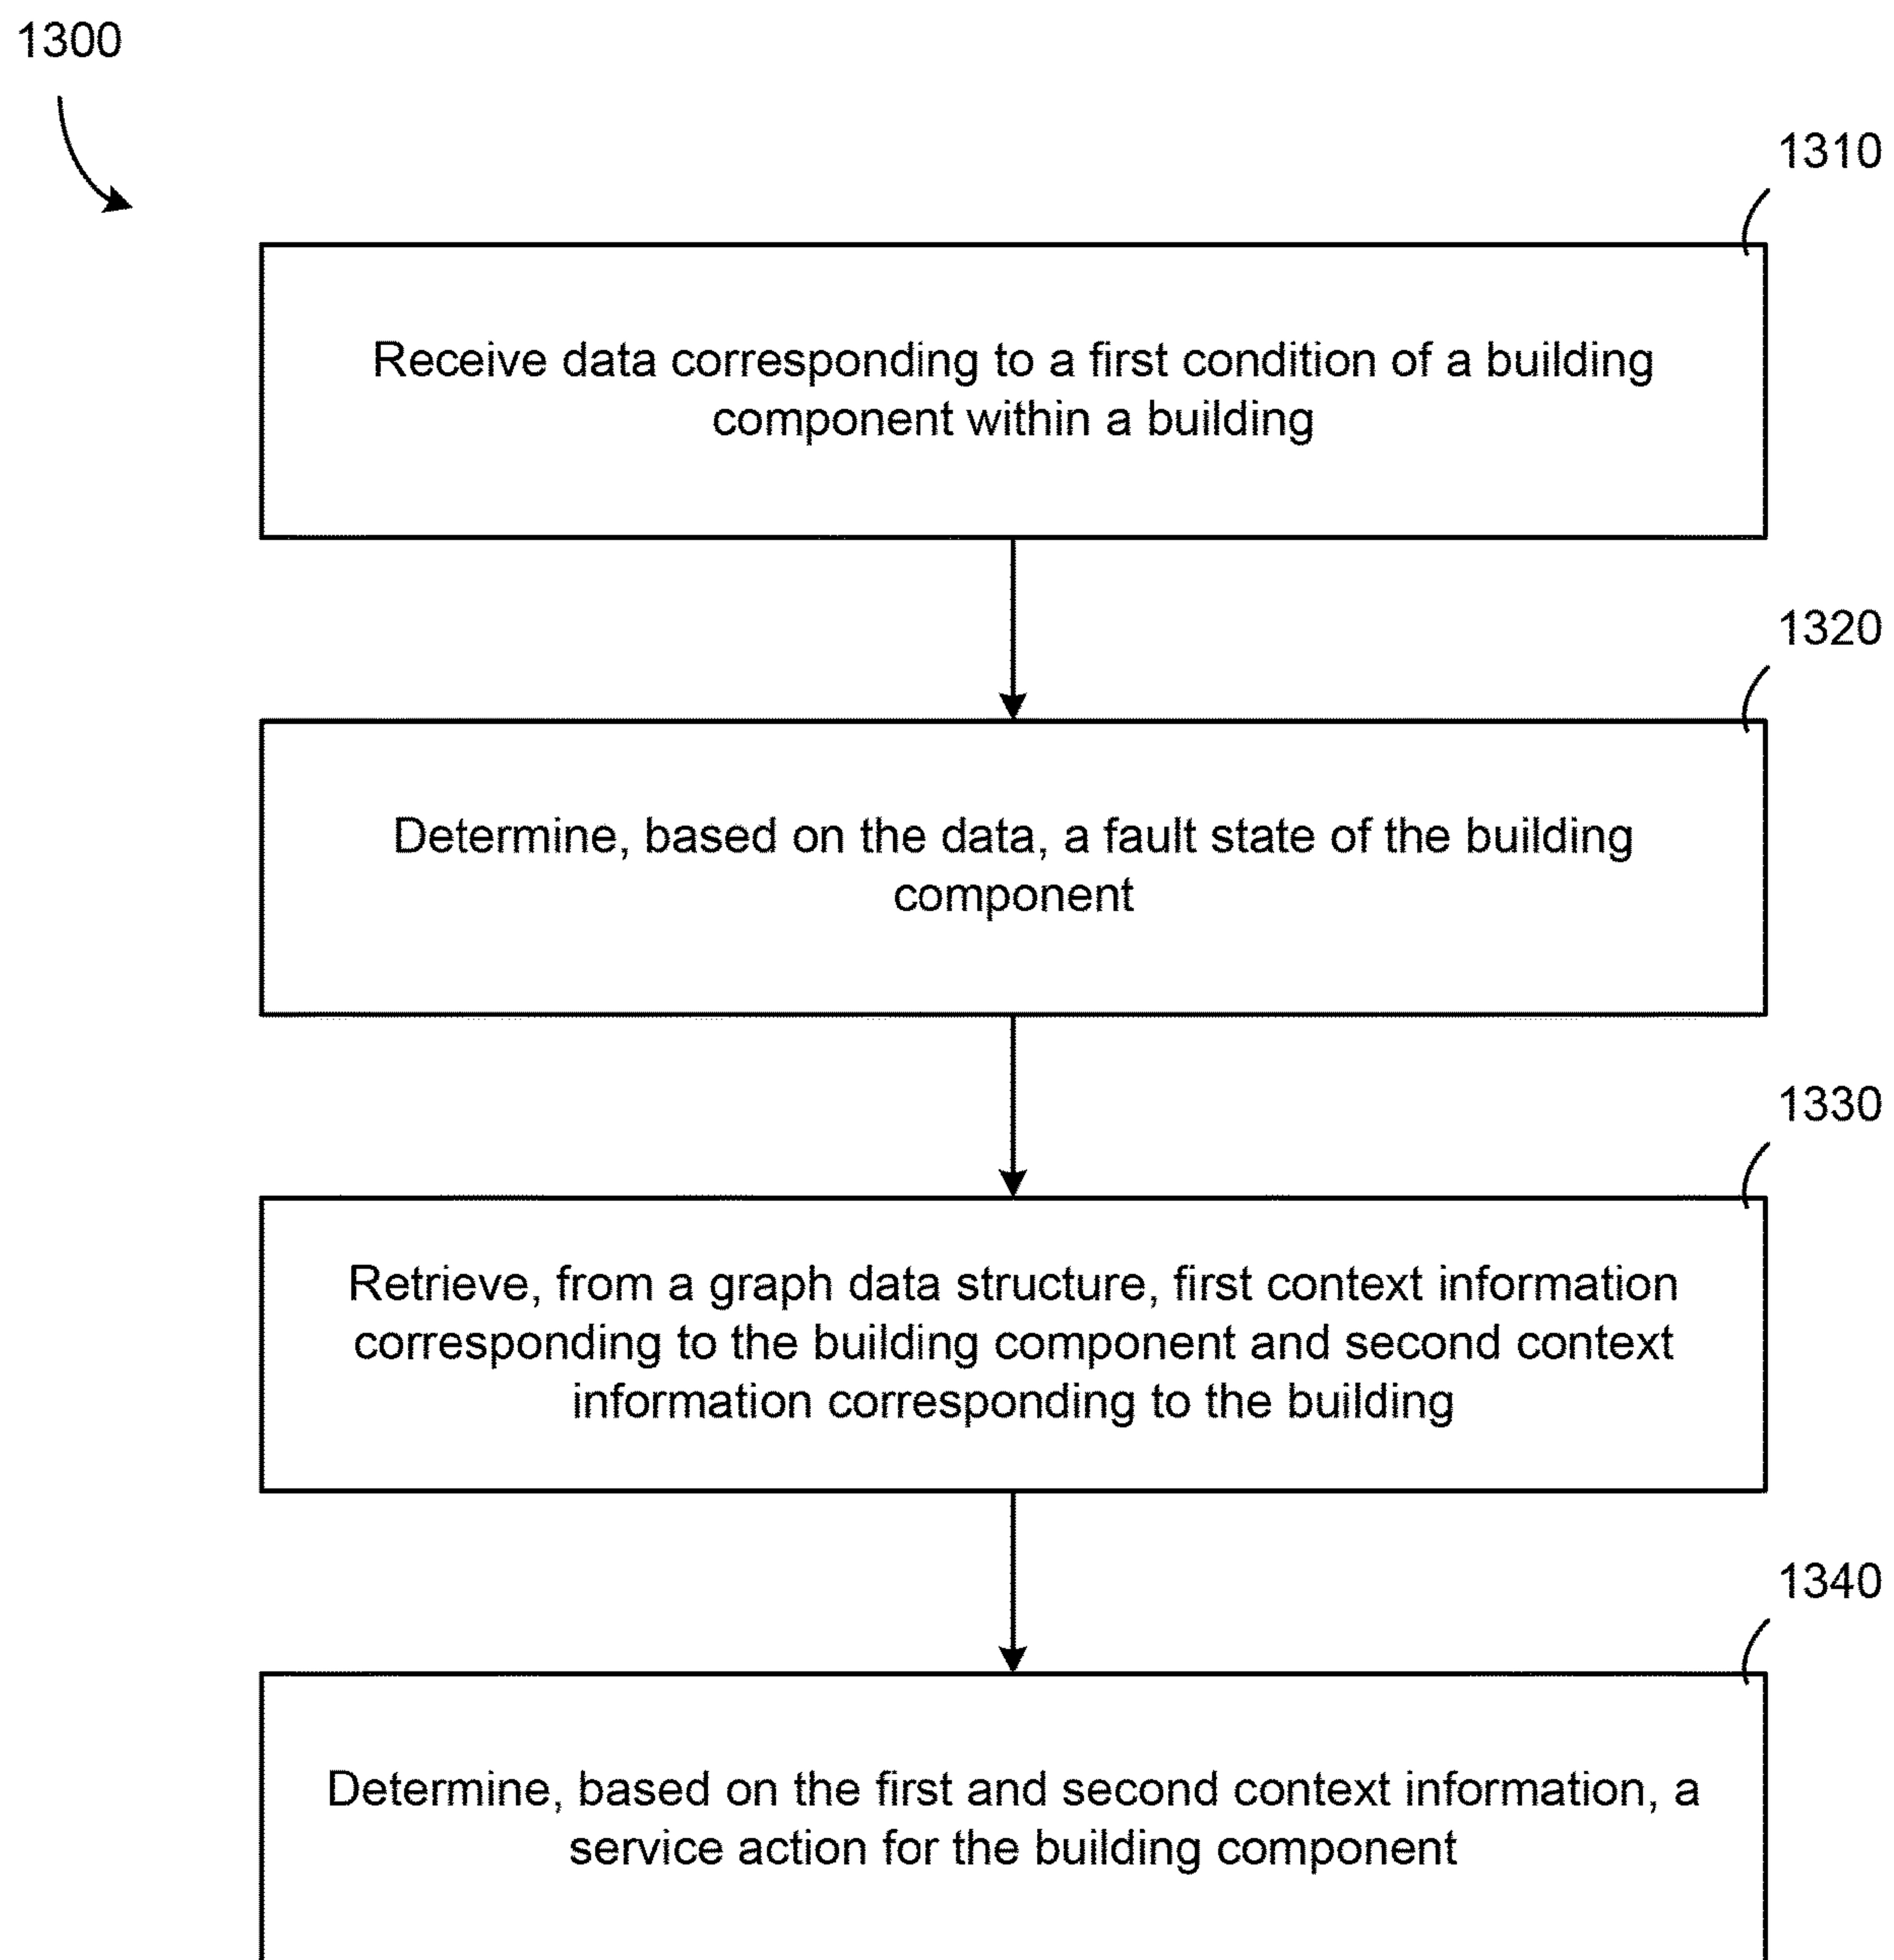 1300
1310
Receive data corresponding to a first condition of a building
component within a building
1320
Determine, based on the data, a fault state of the building
component
1330
Retrieve, from a graph data structure, first context information
corresponding to the building component and second context
information corresponding to the building
1340
Determine, based on the first and second context information, a
service action for the building component